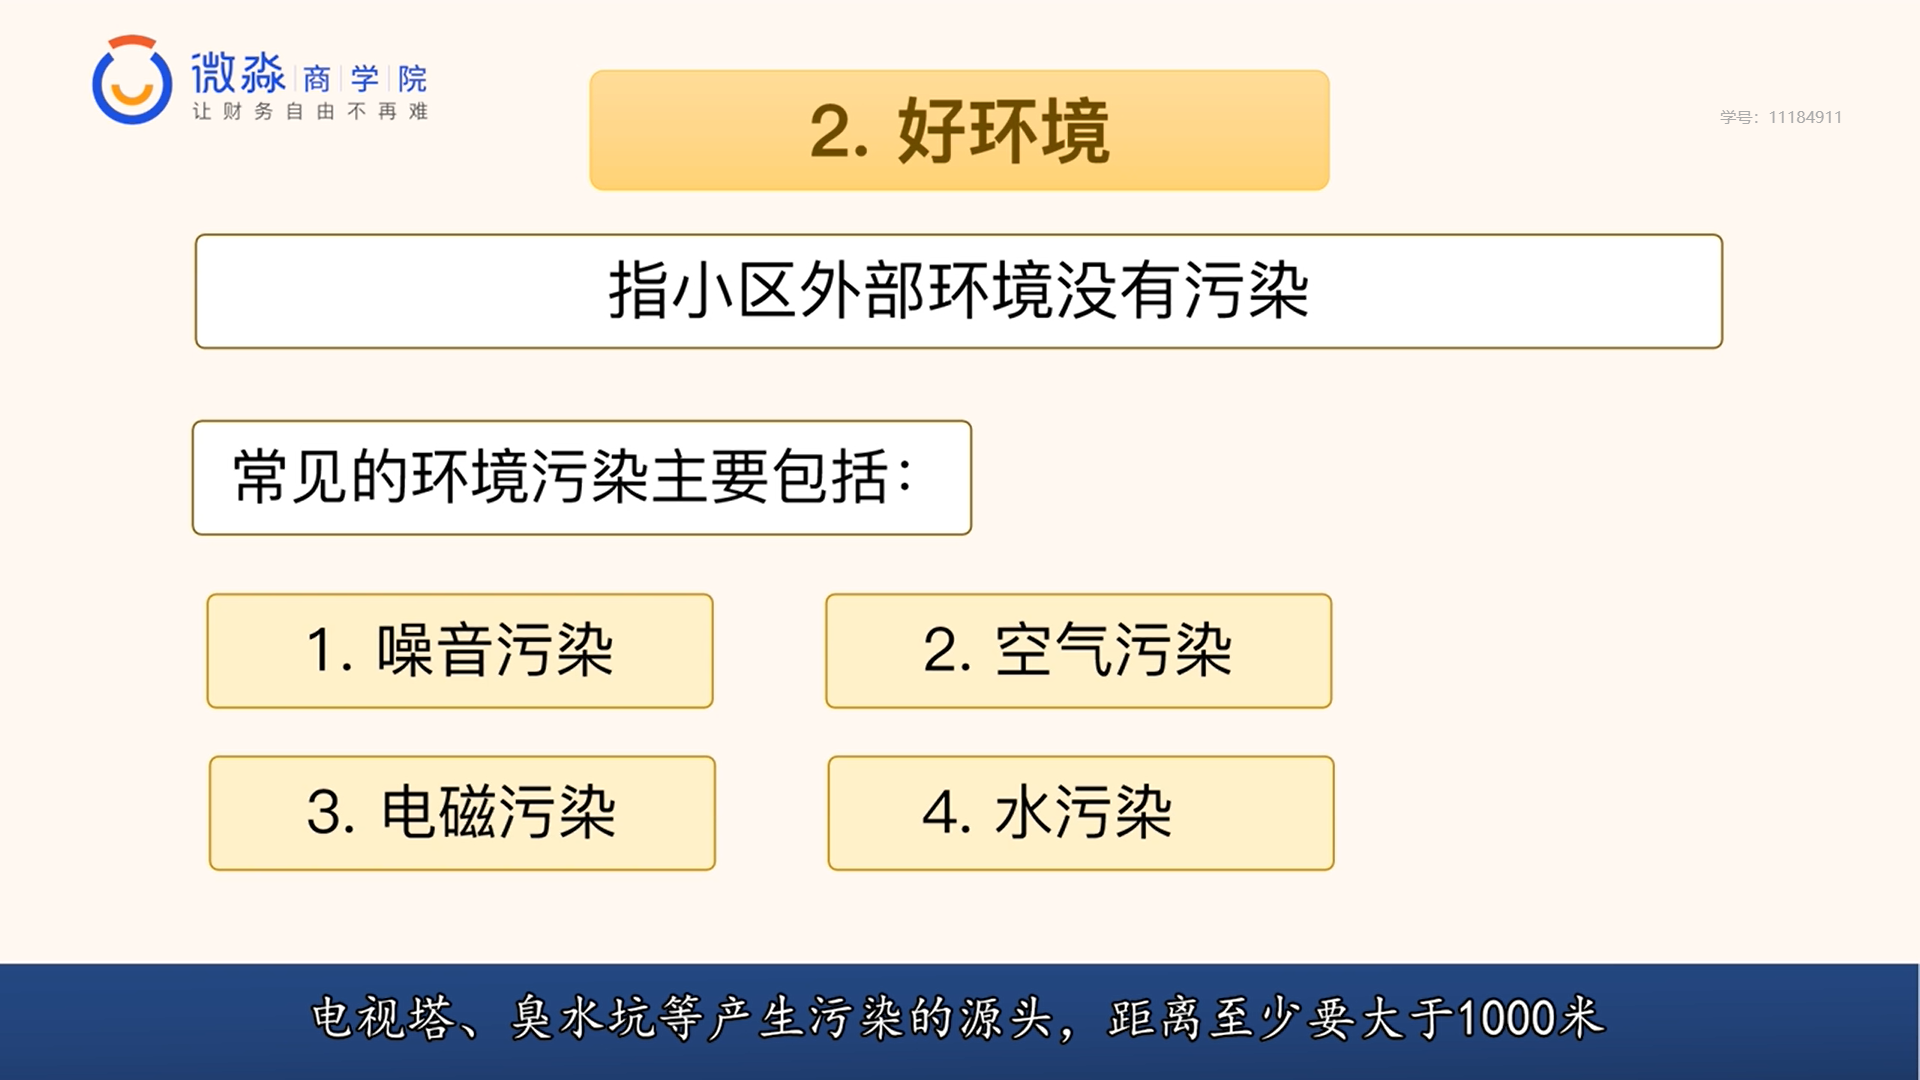 微淼商学院
让财务自由不再难
2. 好环境
学号：11184911
指小区外部环境没有污染
常见的环境污染主要包括：
1. 噪音污染
2. 空气污染
3. 电磁污染
4. 水污染
电视塔、臭水坑等产生污染的源头，距离至少要大于1000米